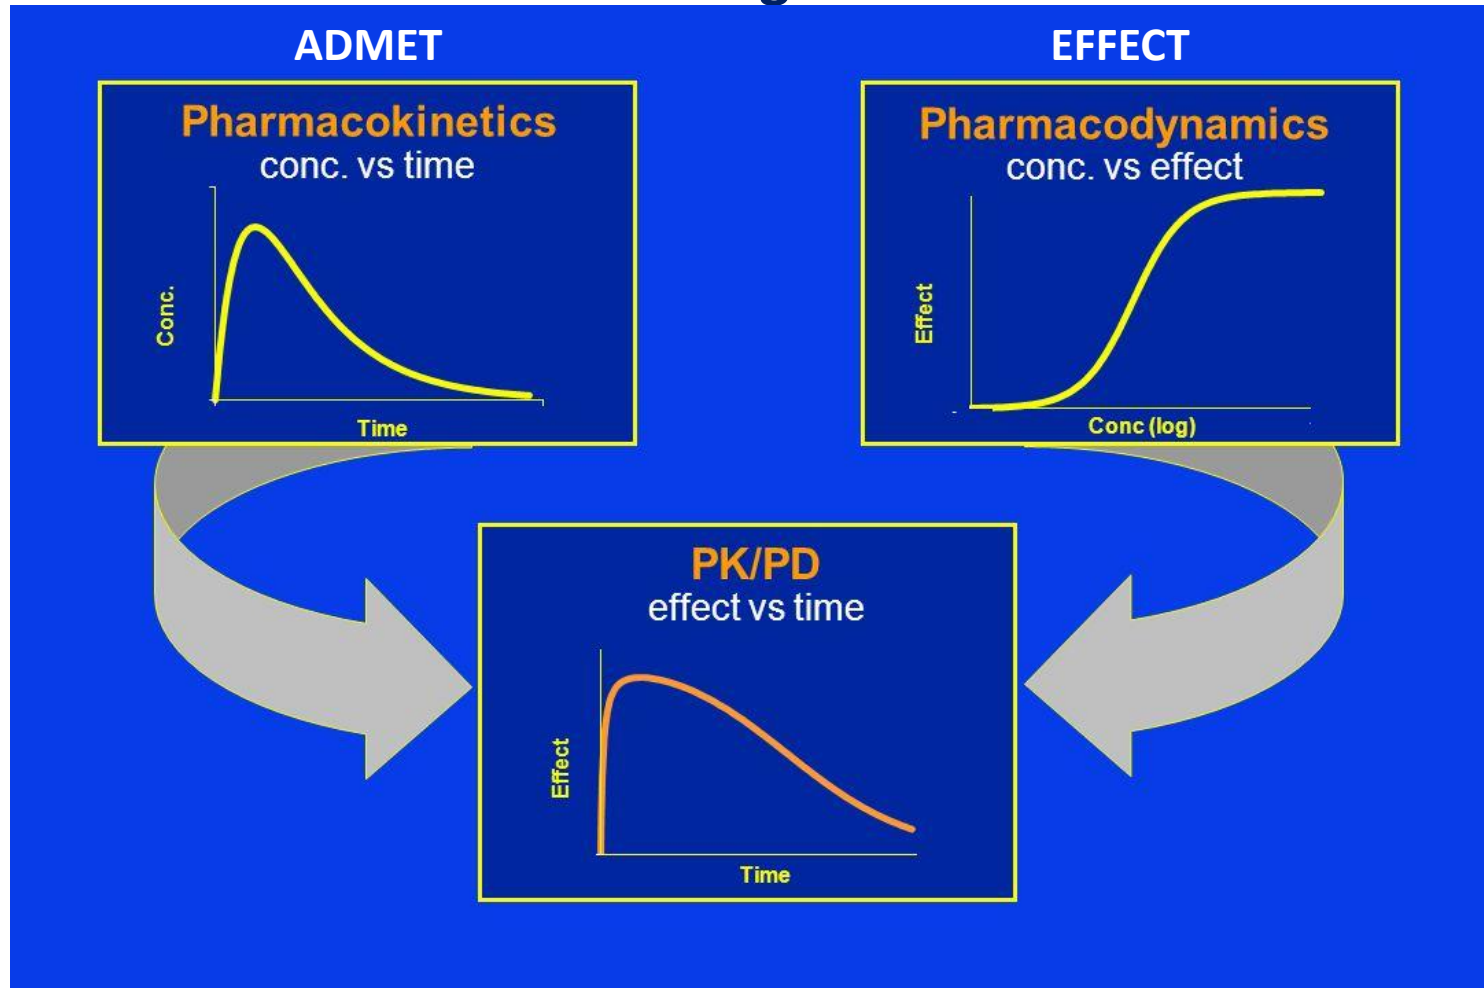 ADMET
Pharmacokinetics
conc. vs time
Conc.
Time
EFFECT
Pharmacodynamics
conc. vs effect
Effect
Conc (log)
PK/PD
effect vs time
Effect
Time